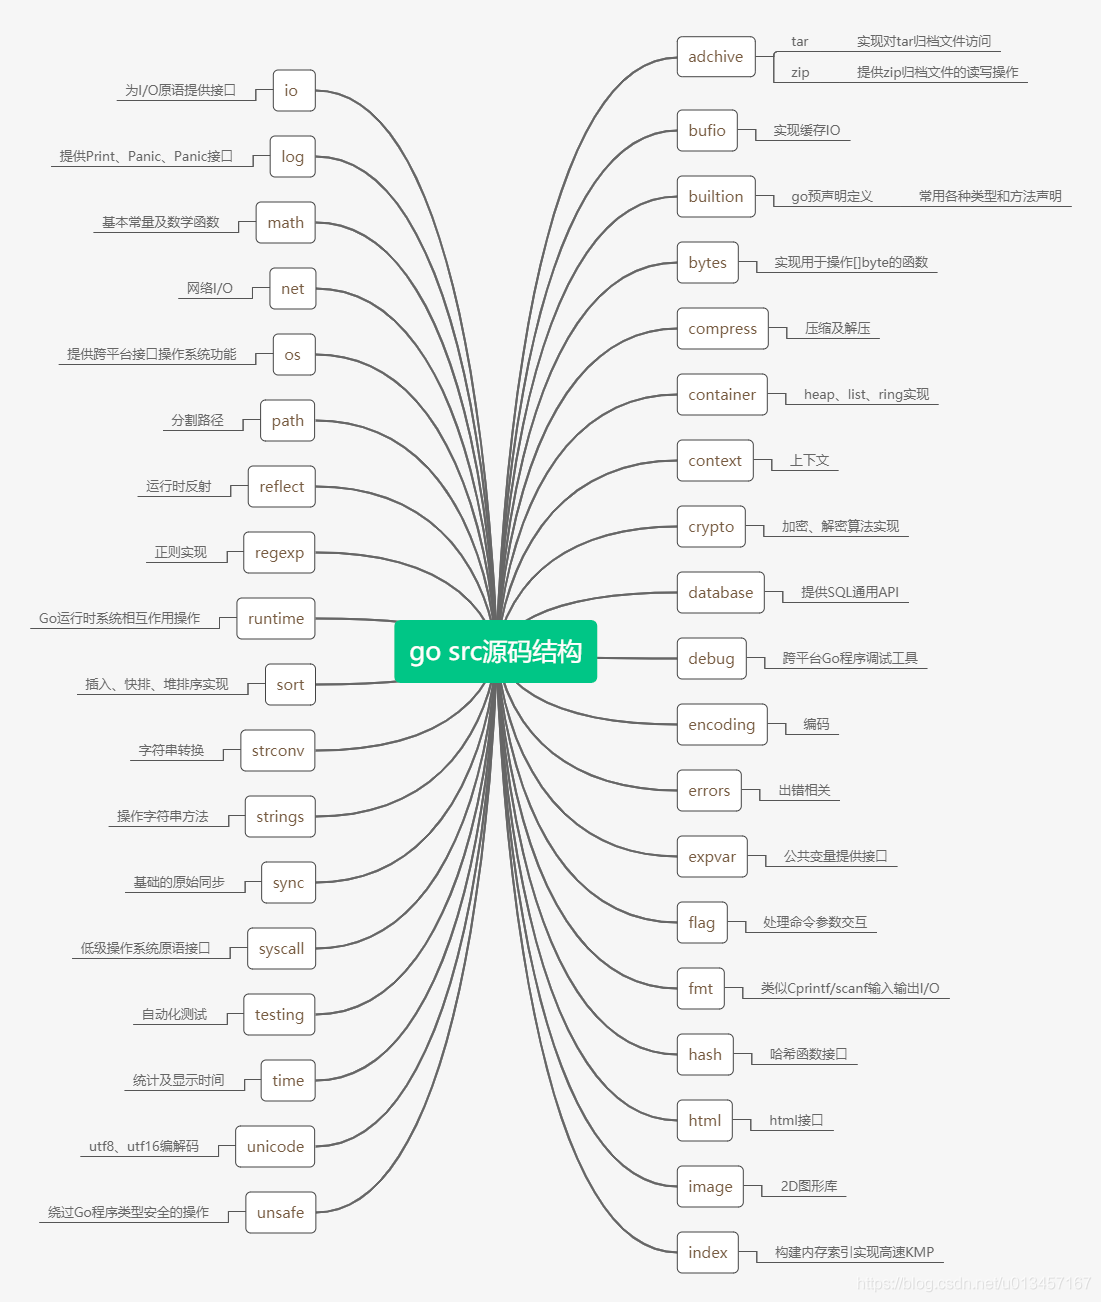 go src源码结构
io
为I/O原语提供接口
log
提供Print、Panic、Panic接口
math
基本常量及数学函数
net
网络I/O
os
提供跨平台接口操作系统功能
path
分割路径
reflect
运行时反射
regexp
正则实现
runtime
Go运行时系统相互作用操作
sort
插入、快排、堆排序实现
strconv
字符串转换
strings
操作字符串方法
sync
基础的原始同步
syscall
低级操作系统原语接口
testing
自动化测试
time
统计及显示时间
unicode
utf8、utf16编解码
unsafe
绕过Go程序类型安全的操作
adchive
tar
实现对tar归档文件访问
zip
提供zip归档文件的读写操作
bufio
实现缓存IO
builtion
go预声明定义
常用各种类型和方法声明
bytes
实现用于操作[]byte的函数
compress
压缩及解压
container
heap、list、ring实现
context
上下文
crypto
加密、解密算法实现
database
提供SQL通用API
debug
跨平台Go程序调试工具
encoding
编码
errors
出错相关
expvar
公共变量提供接口
flag
处理命令参数交互
fmt
类似Cprintf/scanf输入输出I/O
hash
哈希函数接口
html
html接口
image
2D图形库
index
构建内存索引实现高速KMP
https://blog.csdn.net/u013457167